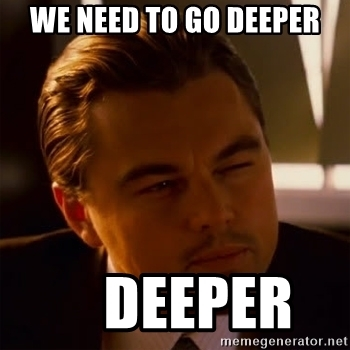 WE NEED TO GO DEEPER
DEEPER
memegenerator.net